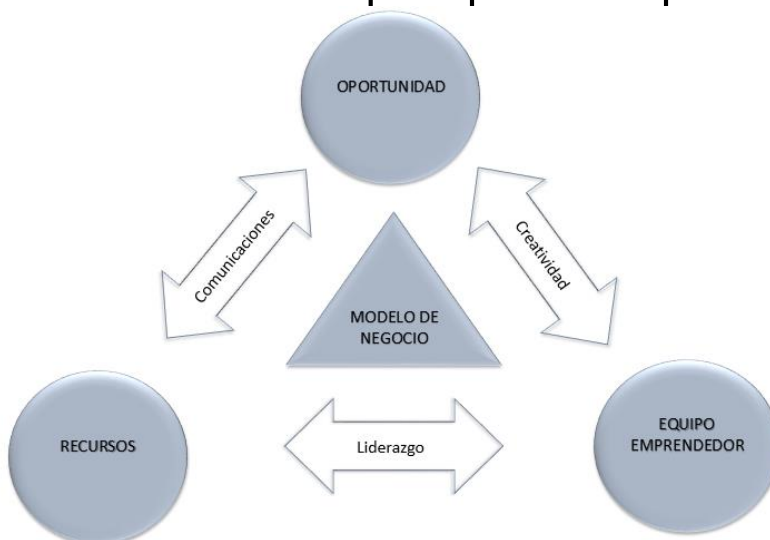 OPORTUNIDAD
Comunicaciones
Creatividad
MODELO DE
NEGOCIO
RECURSOS
Liderazgo
EQUIPO
EMPRENDEDOR